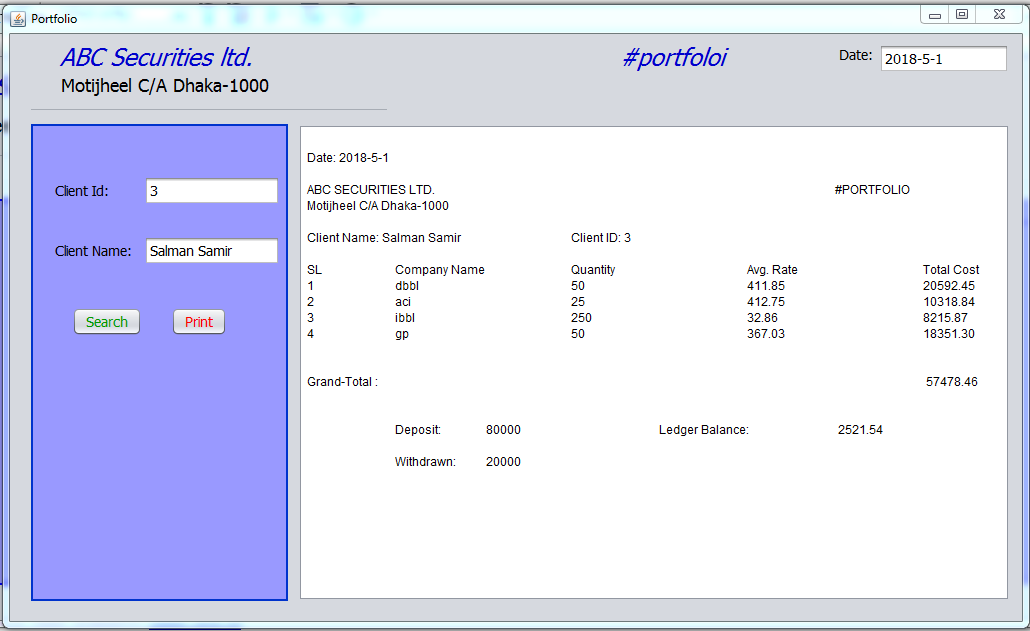 Portfolio
ABC Securities ltd.
#portfoloi
Date: 2018-5-1
Motijheel C/A Dhaka-1000
Client Id: 3
Client Name: Salman Samir
Search Print
Date: 2018-5-1
ABC SECURITIES LTD. #PORTFOLIO
Motijheel C/A Dhaka-1000
Client Name: Salman Samir Client ID: 3
SL Company Name Quantity Avg. Rate Total Cost
1 dbbl 50 411.85 20592.45
2 aci 25 412.75 10318.84
3 ibbl 250 32.86 8215.87
4 gp 50 367.03 18351.30
Grand-Total : 57478.46
Deposit: 80000 Ledger Balance: 2521.54
Withdrawn: 20000